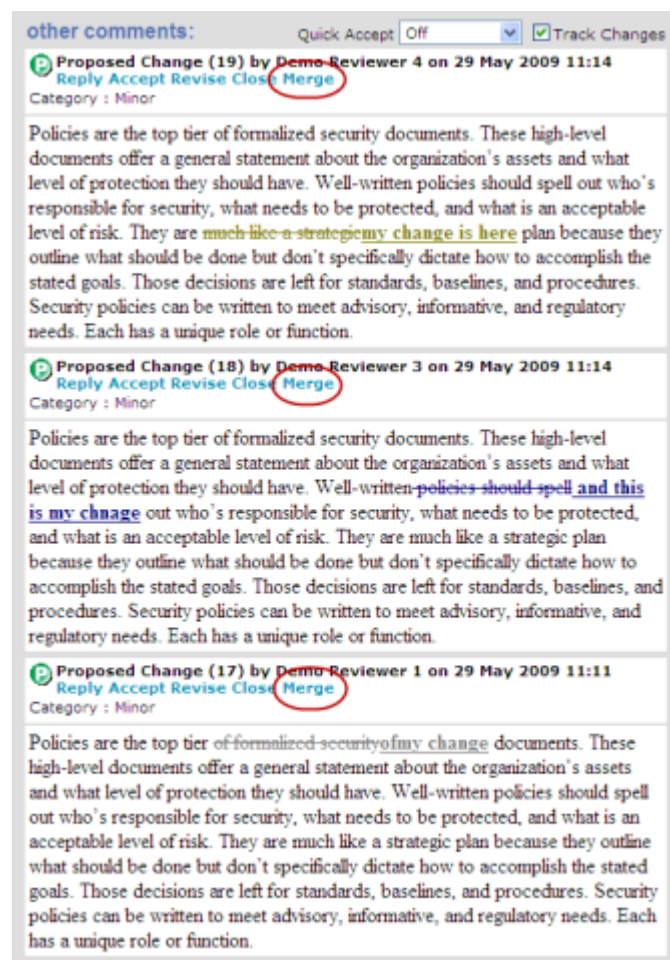 other comments: Quick Accept Off Track Changes
Proposed Change (19) by Demo Reviewer 4 on 29 May 2009 11:14
Reply Accept Revise Close Merge
Category : Minor
Policies are the top tier of formalized security documents. These high-level
documents offer a general statement about the organization's assets and what
level of protection they should have. Well-written policies should spell out who's
responsible for security, what needs to be protected, and what is an acceptable
level of risk. They are much like a strategicmy change is here plan because they
outline what should be done but don't specifically dictate how to accomplish the
stated goals. Those decisions are left for standards, baselines, and procedures.
Security policies can be written to meet advisory, informative, and regulatory
needs. Each has a unique role or function.
Proposed Change (18) by Demo Reviewer 3 on 29 May 2009 11:14
Reply Accept Revise Close Merge
Category : Minor
Policies are the top tier of formalized security documents. These high-level
documents offer a general statement about the organization's assets and what
level of protection they should have. Well-written policies should spell and this
is my chnage out who's responsible for security, what needs to be protected,
and what is an acceptable level of risk. They are much like a strategic plan
because they outline what should be done but don't specifically dictate how to
accomplish the stated goals. Those decisions are left for standards, baselines, and
procedures. Security policies can be written to meet advisory, informative, and
regulatory needs. Each has a unique role or function.
Proposed Change (17) by Demo Reviewer 1 on 29 May 2009 11:11
Reply Accept Revise Close Merge
Category : Minor
Policies are the top tier of formalized securityofmy change documents. These
high-level documents offer a general statement about the organization's assets
and what level of protection they should have. Well-written policies should spell
out who's responsible for security, what needs to be protected, and what is an
acceptable level of risk. They are much like a strategic plan because they outline
what should be done but don't specifically dictate how to accomplish the stated
goals. Those decisions are left for standards, baselines, and procedures. Security
policies can be written to meet advisory, informative, and regulatory needs. Each
has a unique role or function.